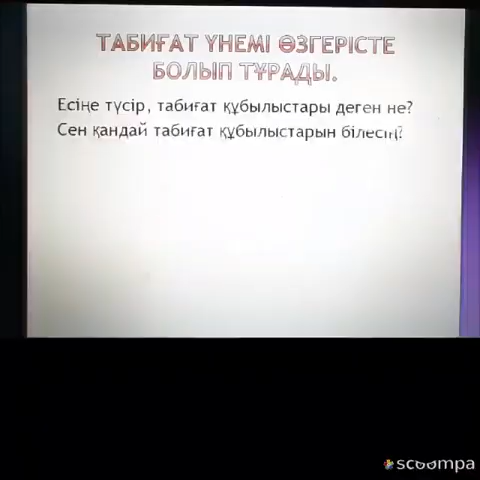 ТАБИҒАТ ҮНЕМІ ӨЗГЕРІСТЕ
БОЛЫП ТҰРАДЫ.
Есіңе түсір, табиғат құбылыстары деген не?
Сен қандай табиғат құбылыстарын білесің?
scoompa